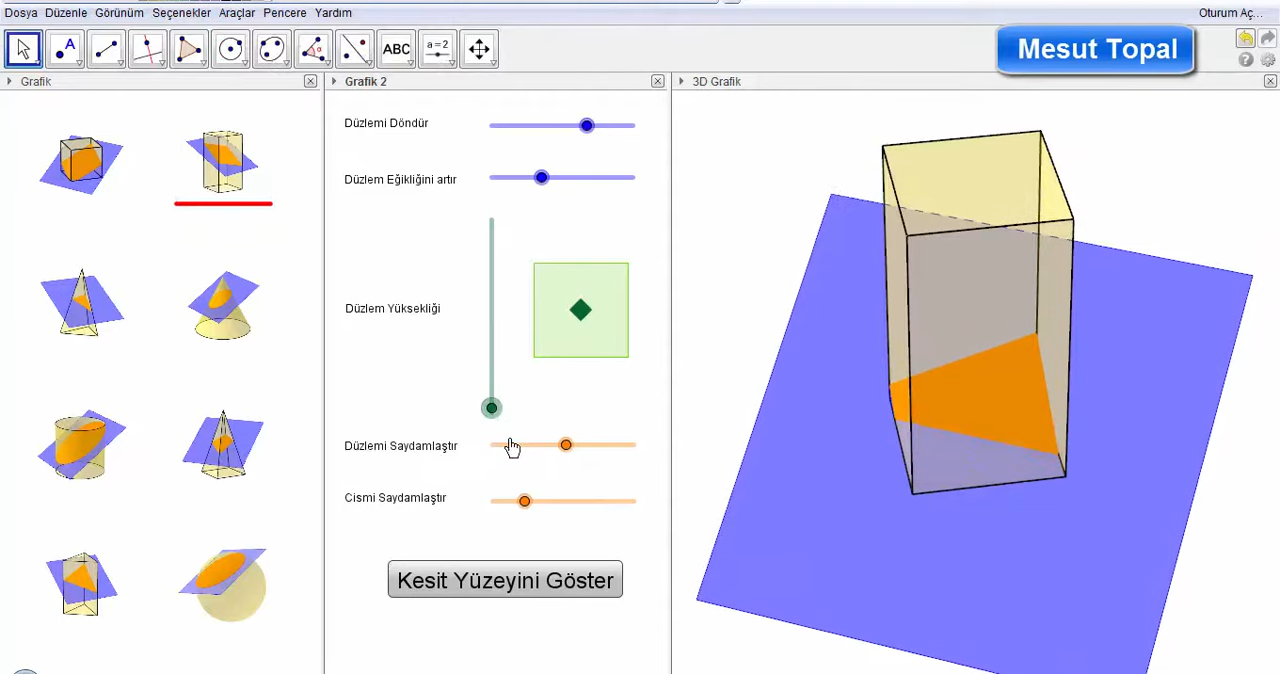 Dosya Düzenle Görünüm Seçenekler Araçlar Pencere Yardım
Oturum Aç...
A
ABC
a=2
Mesut Topal
Grafik
Grafik 2
3D Grafik
Düzlemi Döndür
Düzlem Eğikliğini artır
Düzlem Yüksekliği
Düzlemi Saydamlaştır
Cismi Saydamlaştır
Kesit Yüzeyini Göster